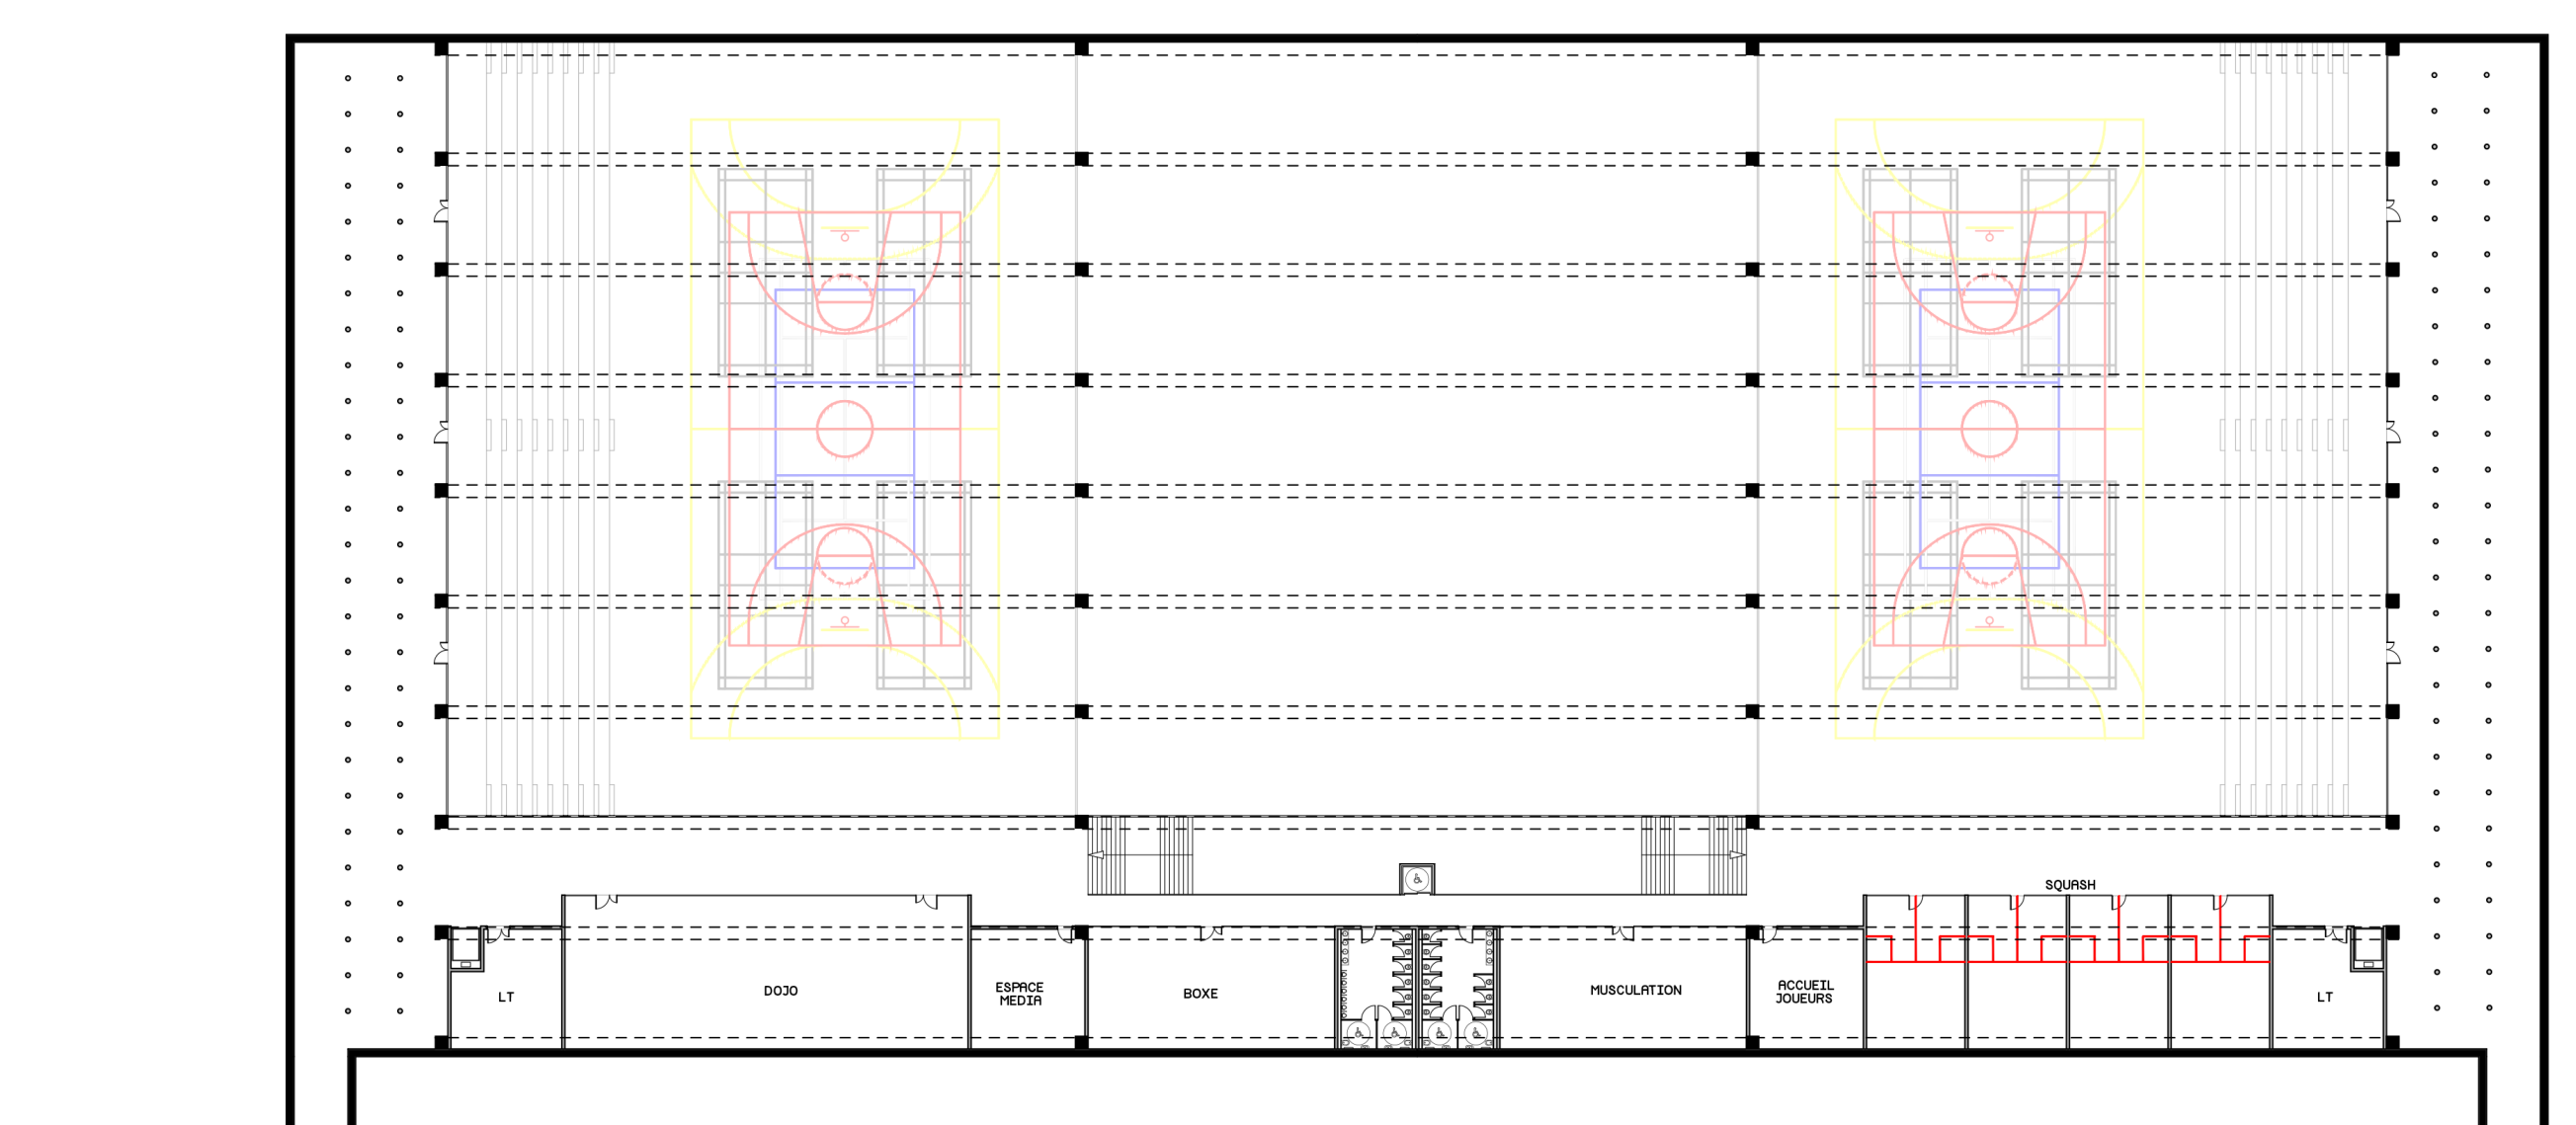 SQUASH
LT
DOJO
ESPACE
MEDIA
BOXE
MUSCULATION
ACCUEIL
JOUEURS
LT